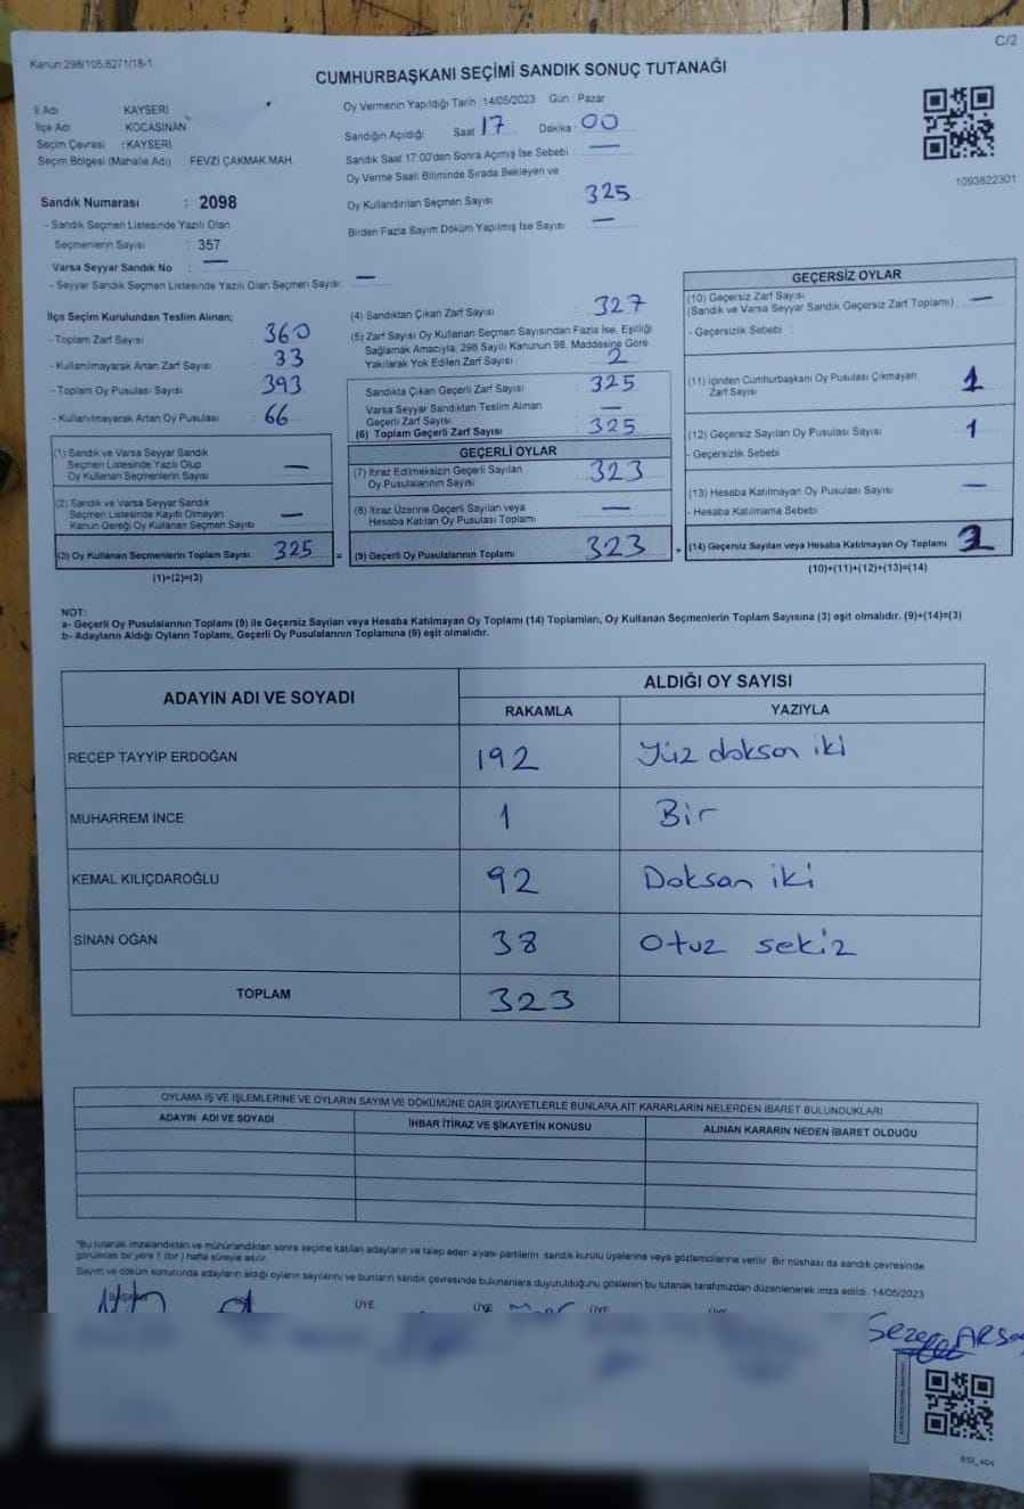 C/2
Kanun:298/105,6271/18-1
CUMHURBAŞKANI SEÇİMİ SANDIK SONUÇ TUTANAĞI
İl Adı KAYSERİ
İlçe Adı KOCASİNAN
Seçim Çevresi : KAYSERİ
Seçim Bölgesi (Mahalle Adı) FEVZİ ÇAKMAK MAH.
Oy Vermenin Yapıldığı Tarih 14/05/2023 Gün : Pazar
Sandığın Açıldığı Saat 17 Dakika 00
Sandık Saat 17:00'den Sonra Açılmış İse Sebebi —
Oy Verme Saati Bitiminde Sırada Bekleyen ve
Oy Kullandırılan Seçmen Sayısı 325
Birden Fazla Sayım Döküm Yapılmış İse Sayısı —
1093822301
Sandık Numarası : 2098
- Sandık Seçmen Listesinde Yazılı Olan
Seçmenlerin Sayısı : 357
Varsa Seyyar Sandık No : —
- Seyyar Sandık Seçmen Listesinde Yazılı Olan Seçmen Sayısı —
İlçe Seçim Kurulundan Teslim Alınan;
- Toplam Zarf Sayısı 360
- Kullanılmayarak Artan Zarf Sayısı 33
- Toplam Oy Pusulası Sayısı 393
- Kullanılmayarak Artan Oy Pusulası 66
(1) Sandık ve Varsa Seyyar Sandık
Seçmen Listesinde Yazılı Olup
Oy Kullanan Seçmenlerin Sayısı —
(2) Sandık ve Varsa Seyyar Sandık
Seçmen Listesinde Kayıtlı Olmayan
Kanun Gereği Oy Kullanan Seçmen Sayısı —
(3) Oy Kullanan Seçmenlerin Toplam Sayısı 325 =
(1)+(2)=(3)
(4) Sandıktan Çıkan Zarf Sayısı 327
(5) Zarf Sayısı Oy Kullanan Seçmen Sayısından Fazla İse, Eşitliği
Sağlamak Amacıyla, 298 Sayılı Kanunun 98. Maddesine Göre
Yakılarak Yok Edilen Zarf Sayısı 2
Sandıkta Çıkan Geçerli Zarf Sayısı 325
Varsa Seyyar Sandıktan Teslim Alınan
Geçerli Zarf Sayısı —
(6) Toplam Geçerli Zarf Sayısı 325
GEÇERLİ OYLAR
(7) İtiraz Edilmeksizin Geçerli Sayılan
Oy Pusulalarının Sayısı 323
(8) İtiraz Üzerine Geçerli Sayılan veya
Hesaba Katılan Oy Pusulası Toplamı —
(9) Geçerli Oy Pusulalarının Toplamı 323 +
GEÇERSİZ OYLAR
(10) Geçersiz Zarf Sayısı
(Sandık ve Varsa Seyyar Sandık Geçersiz Zarf Toplamı) —
- Geçersizlik Sebebi :
(11) İçinden Cumhurbaşkanı Oy Pusulası Çıkmayan
Zarf Sayısı 1
(12) Geçersiz Sayılan Oy Pusulası Sayısı 1
- Geçersizlik Sebebi
(13) Hesaba Katılmayan Oy Pusulası Sayısı —
- Hesaba Katılmama Sebebi
(14) Geçersiz Sayılan veya Hesaba Katılmayan Oy Toplamı 2
(10)+(11)+(12)+(13)=(14)
NOT:
a- Geçerli Oy Pusulalarının Toplamı (9) ile Geçersiz Sayılan veya Hesaba Katılmayan Oy Toplamı (14) Toplamları, Oy Kullanan Seçmenlerin Toplam Sayısına (3) eşit olmalıdır. (9)+(14)=(3)
b- Adayların Aldığı Oyların Toplamı, Geçerli Oy Pusulalarının Toplamına (9) eşit olmalıdır.
ADAYIN ADI VE SOYADI ALDIĞI OY SAYISI
RAKAMLA YAZIYLA
RECEP TAYYİP ERDOĞAN 192 Yüz doksan iki
MUHARREM İNCE 1 Bir
KEMAL KILIÇDAROĞLU 92 Doksan iki
SİNAN OĞAN 38 Otuz sekiz
TOPLAM 323
OYLAMA İŞ VE İŞLEMLERİNE VE OYLARIN SAYIM VE DÖKÜMÜNE DAİR ŞİKAYETLERLE BUNLARA AİT KARARLARIN NELERDEN İBARET BULUNDUKLARI
ADAYIN ADI VE SOYADI İHBAR İTİRAZ VE ŞİKAYETİN KONUSU ALINAN KARARIN NEDEN İBARET OLDUĞU
*Bu tutanak imzalandıktan ve mühürlendikten sonra seçime katılan adayların ve talep eden siyasi partilerin sandık kurulu üyelerine veya gözlemcilerine verilir. Bir nüshası da sandık çevresinde
görülecek bir yere 1 (bir) hafta süreyle asılır.
Sayım ve döküm sonucunda adayların aldığı oyların sayılarını ve bunların sandık çevresinde bulunanlara duyurulduğunu gösteren bu tutanak tarafımızdan düzenlenerek imza edildi. 14/05/2023
ÜYE ÜYE ÜYE